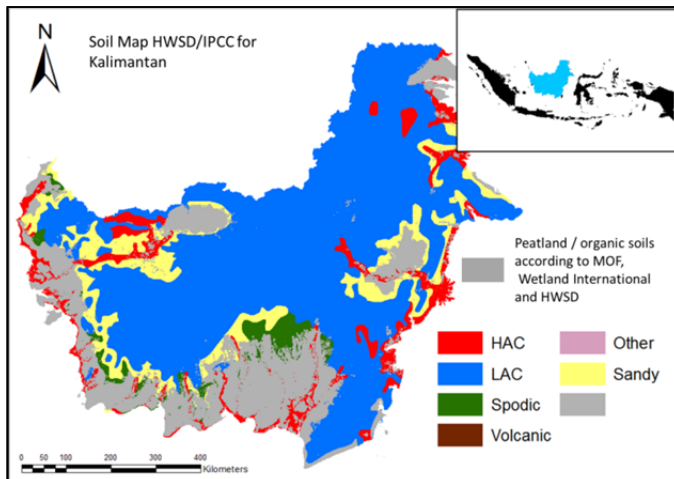 Soil Map HWSD/IPCC for
Kalimantan
N
Peatland / organic soils
according to MOF,
Wetland International
and HWSD
HAC
Other
LAC
Sandy
Spodic
Volcanic
0 50 100 200 300 400
Kilometers